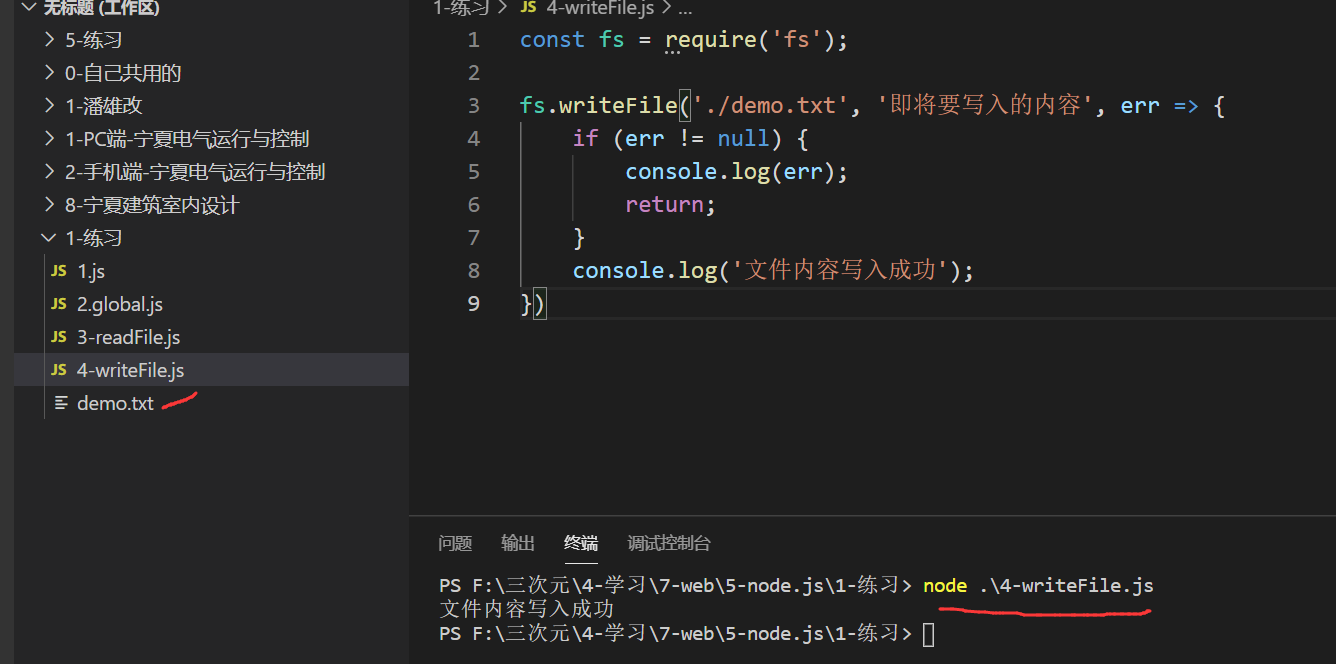 无标题 (工作区)
5-练习
0-自己共用的
1-潘雄改
1-PC端-宁夏电气运行与控制
2-手机端-宁夏电气运行与控制
8-宁夏建筑室内设计
1-练习
JS 1.js
JS 2.global.js
JS 3-readFile.js
JS 4-writeFile.js
demo.txt
1-练习 > JS 4-writeFile.js > ...
1 const fs = require('fs');
2
3 fs.writeFile('./demo.txt', '即将要写入的内容', err => {
4 if (err != null) {
5 console.log(err);
6 return;
7 }
8 console.log('文件内容写入成功');
9 })
问题 输出 终端 调试控制台
PS F:\三次元\4-学习\7-web\5-node.js\1-练习> node .\4-writeFile.js
文件内容写入成功
PS F:\三次元\4-学习\7-web\5-node.js\1-练习>